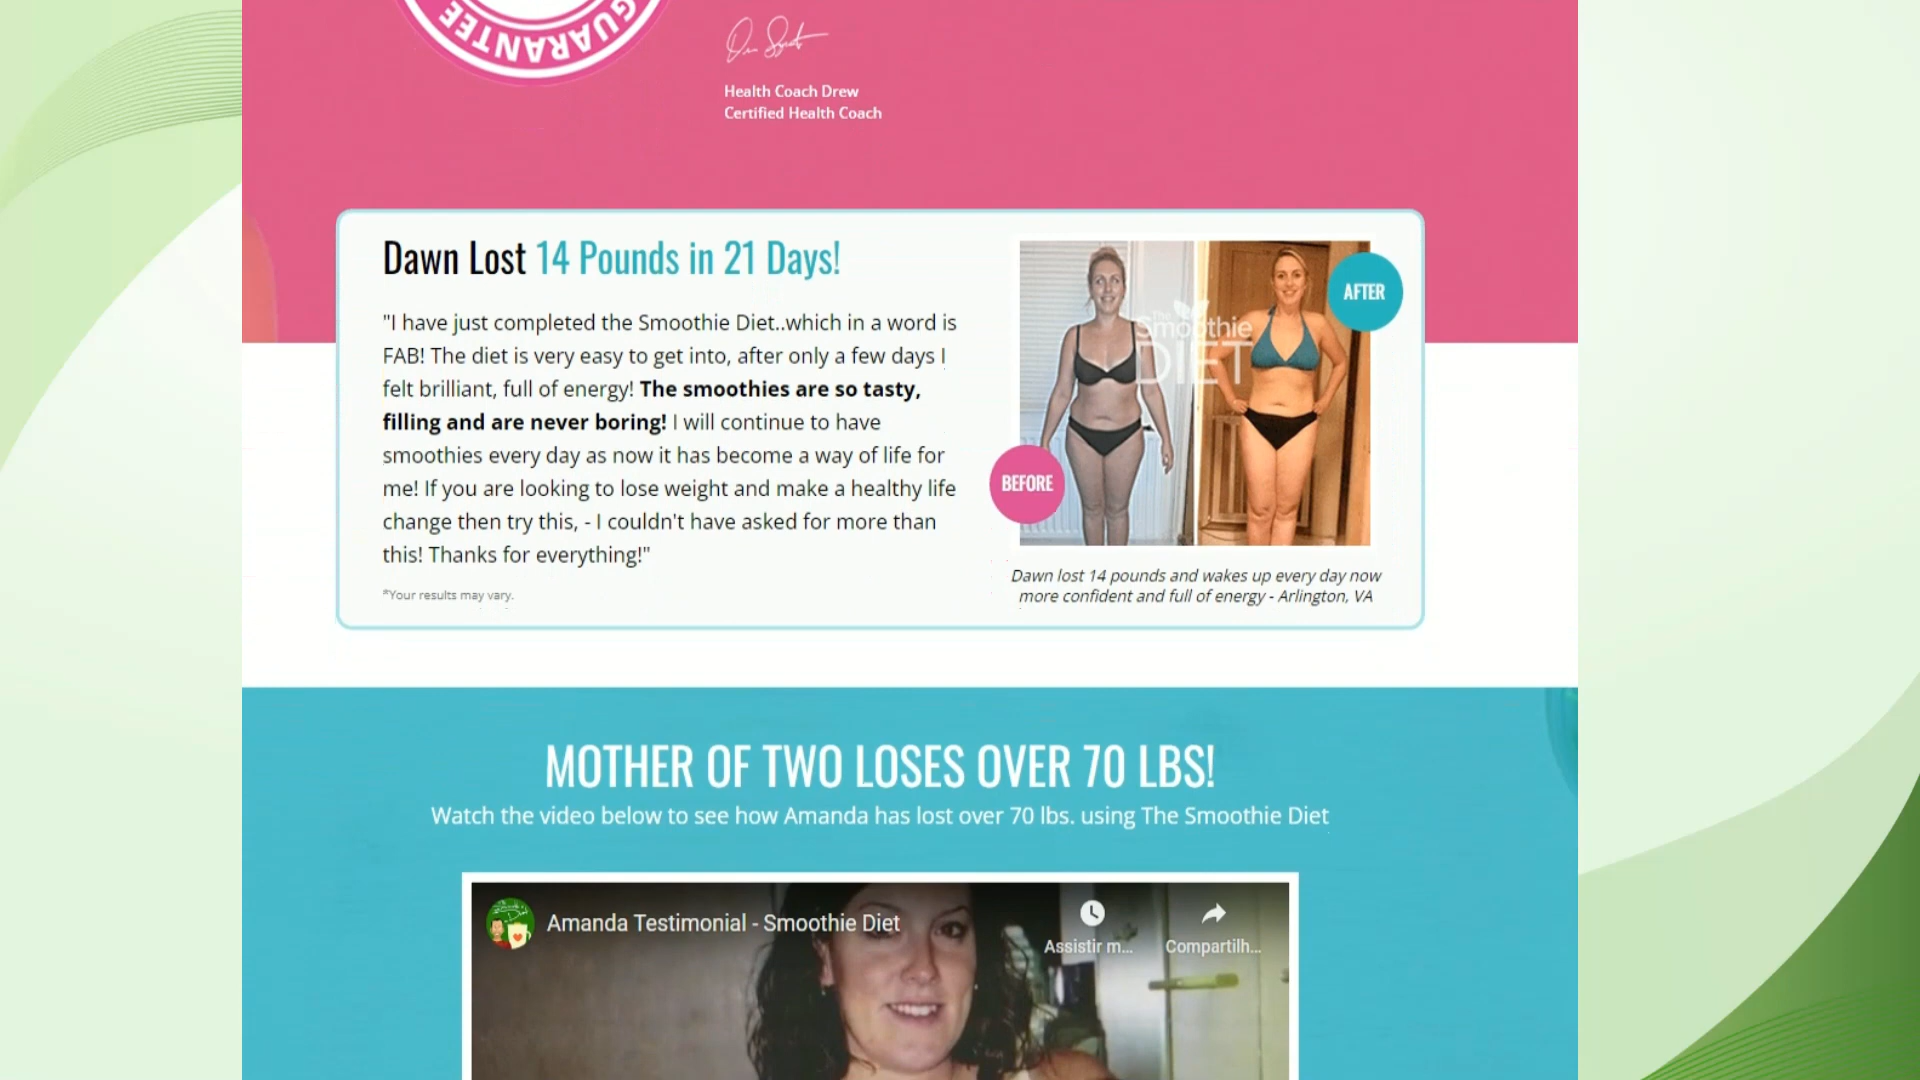 GUARANTEE
Health Coach Drew
Certified Health Coach
Dawn Lost 14 Pounds in 21 Days!
"I have just completed the Smoothie Diet..which in a word is
FAB! The diet is very easy to get into, after only a few days I
felt brilliant, full of energy! The smoothies are so tasty,
filling and are never boring! I will continue to have
smoothies every day as now it has become a way of life for
me! If you are looking to lose weight and make a healthy life
change then try this, - I couldn't have asked for more than
this! Thanks for everything!"
*Your results may vary.
AFTER
The
Smoothie
DIET
BEFORE
Dawn lost 14 pounds and wakes up every day now
more confident and full of energy - Arlington, VA
MOTHER OF TWO LOSES OVER 70 LBS!
Watch the video below to see how Amanda has lost over 70 lbs. using The Smoothie Diet
Amanda Testimonial - Smoothie Diet
Assistir m...
Compartilh...